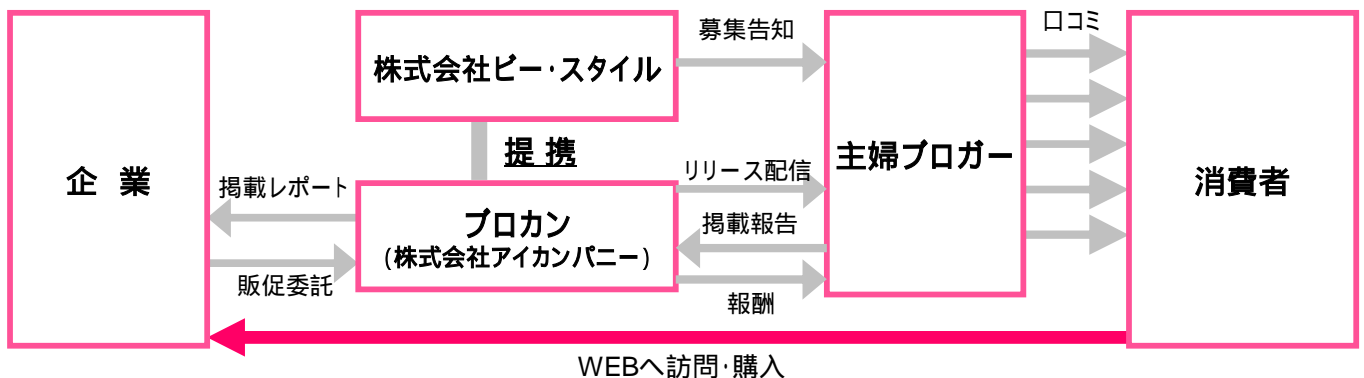 口コミ
募集告知
株式会社ビー・スタイル
提 携
企 業
掲載レポート
販促委託
ブロカン
(株式会社アイカンパニー)
リリース配信
掲載報告
報酬
主婦ブロガー
消費者
WEBへ訪問・購入